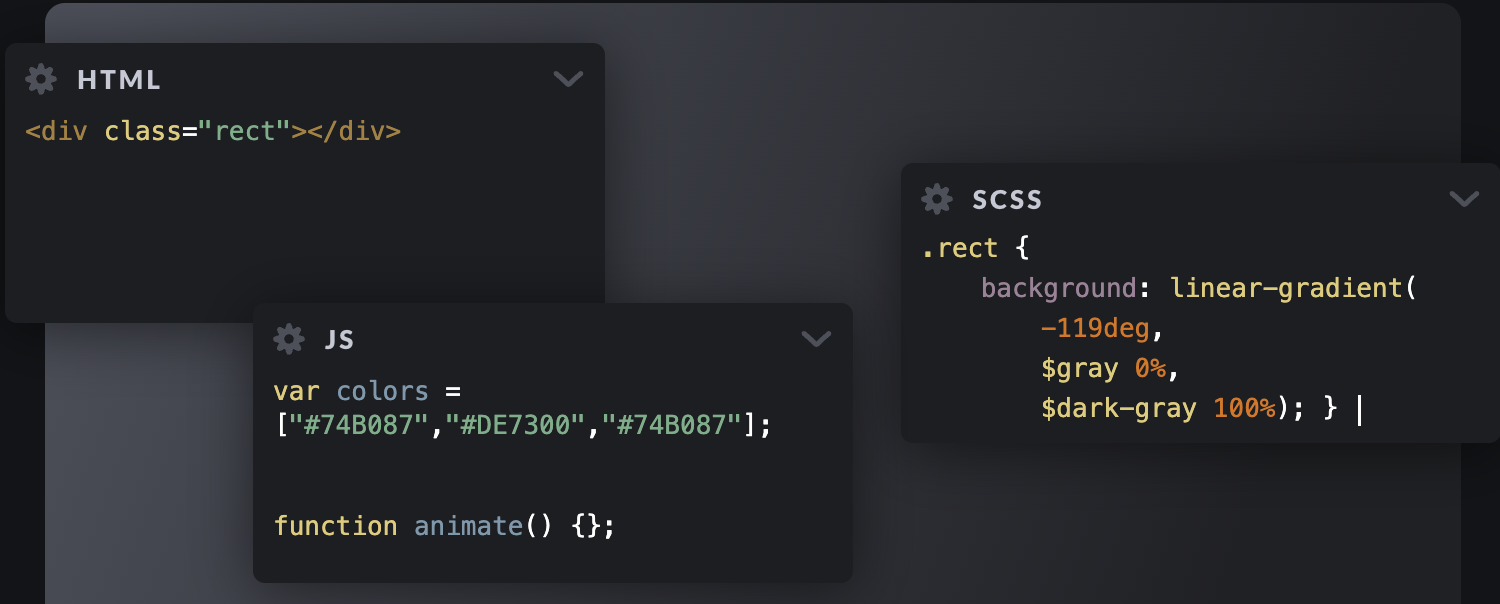 HTML
<div class="rect"></div>
JS
var colors =
["#74B087","#DE7300","#74B087"];
function animate() {};
SCSS
.rect {
background: linear-gradient(
-119deg,
$gray 0%,
$dark-gray 100%); }